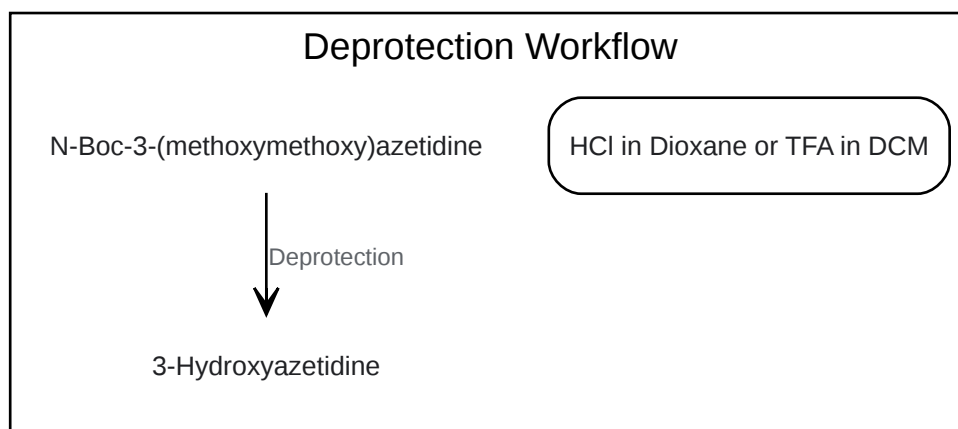 Deprotection Workflow
N-Boc-3-(methoxymethoxy)azetidine
HCl in Dioxane or TFA in DCM
Deprotection
3-Hydroxyazetidine